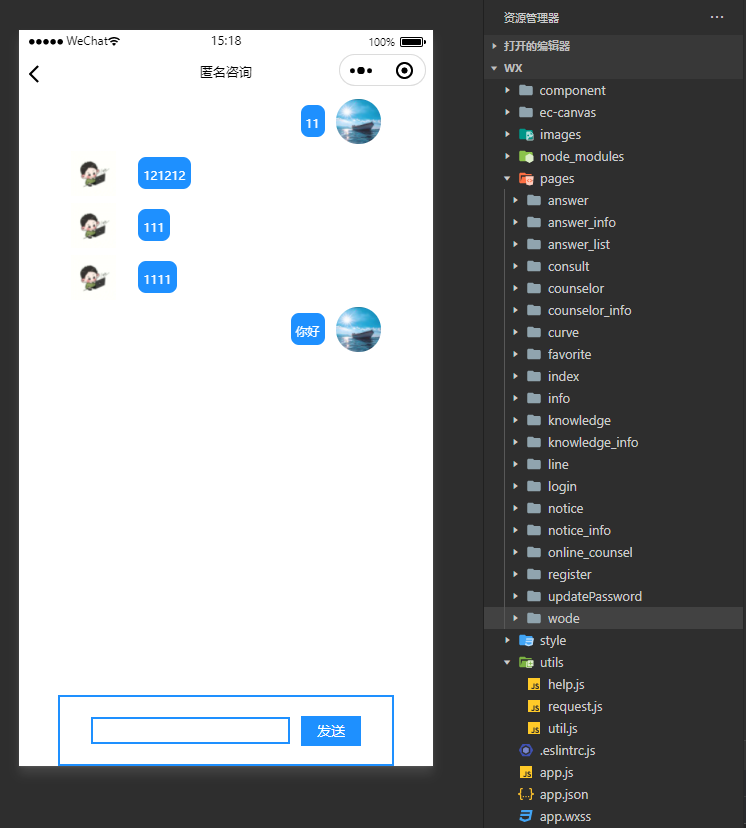 WeChat 15:18 100%
匿名咨询
11
121212
111
1111
你好
发送
资源管理器
打开的编辑器
WX
component
ec-canvas
images
node_modules
pages
answer
answer_info
answer_list
consult
counselor
counselor_info
curve
favorite
index
info
knowledge
knowledge_info
line
login
notice
notice_info
online_counsel
register
updatePassword
wode
style
utils
help.js
request.js
util.js
.eslintrc.js
app.js
app.json
app.wxss